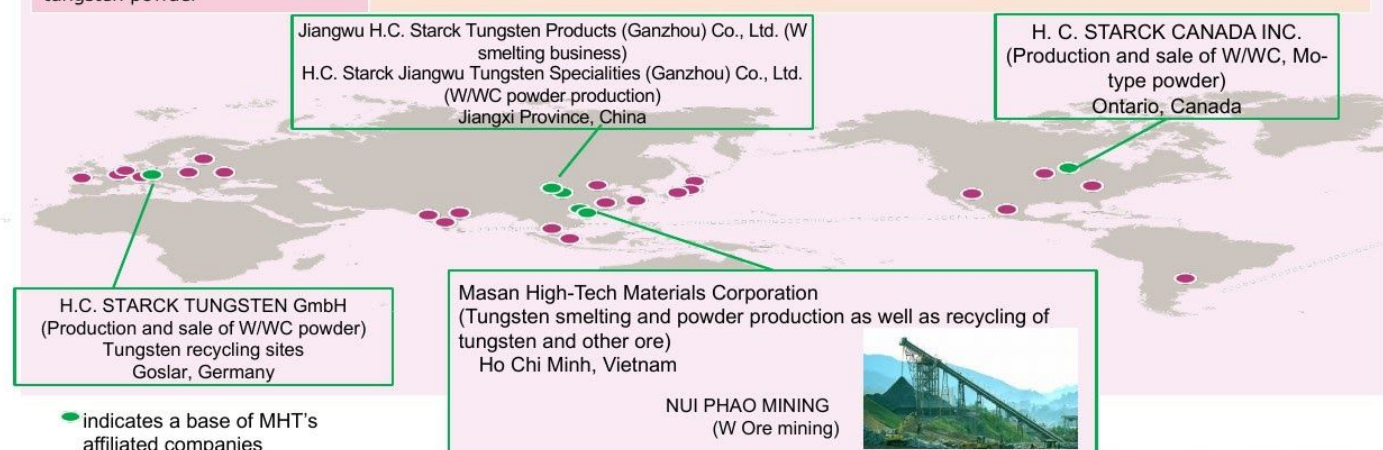 tungsten powder
Jiangwu H.C. Starck Tungsten Products (Ganzhou) Co., Ltd. (W
smelting business)
H.C. Starck Jiangwu Tungsten Specialities (Ganzhou) Co., Ltd.
(W/WC powder production)
Jiangxi Province, China
H. C. STARCK CANADA INC.
(Production and sale of W/WC, Mo-
type powder)
Ontario, Canada
H.C. STARCK TUNGSTEN GmbH
(Production and sale of W/WC powder)
Tungsten recycling sites
Goslar, Germany
Masan High-Tech Materials Corporation
(Tungsten smelting and powder production as well as recycling of
tungsten and other ore)
Ho Chi Minh, Vietnam
NUI PHAO MINING
(W Ore mining)
indicates a base of MHT's
affiliated companies